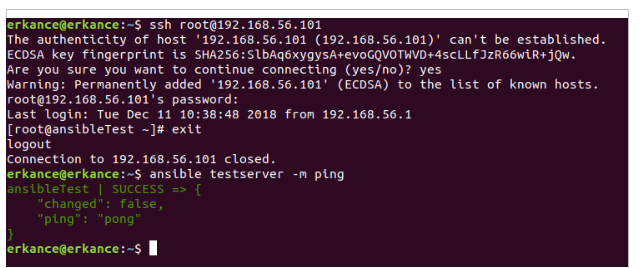 erkance@erkance:~$ ssh root@192.168.56.101
The authenticity of host '192.168.56.101 (192.168.56.101)' can't be established.
ECDSA key fingerprint is SHA256:SlbAq6xygysA+evoGQVOTWVD+4scLLfJzR66wiR+jQw.
Are you sure you want to continue connecting (yes/no)? yes
Warning: Permanently added '192.168.56.101' (ECDSA) to the list of known hosts.
root@192.168.56.101's password:
Last login: Tue Dec 11 10:38:48 2018 from 192.168.56.1
[root@ansibleTest ~]# exit
logout
Connection to 192.168.56.101 closed.
erkance@erkance:~$ ansible testserver -m ping
ansibleTest | SUCCESS => {
    "changed": false,
    "ping": "pong"
}
erkance@erkance:~$